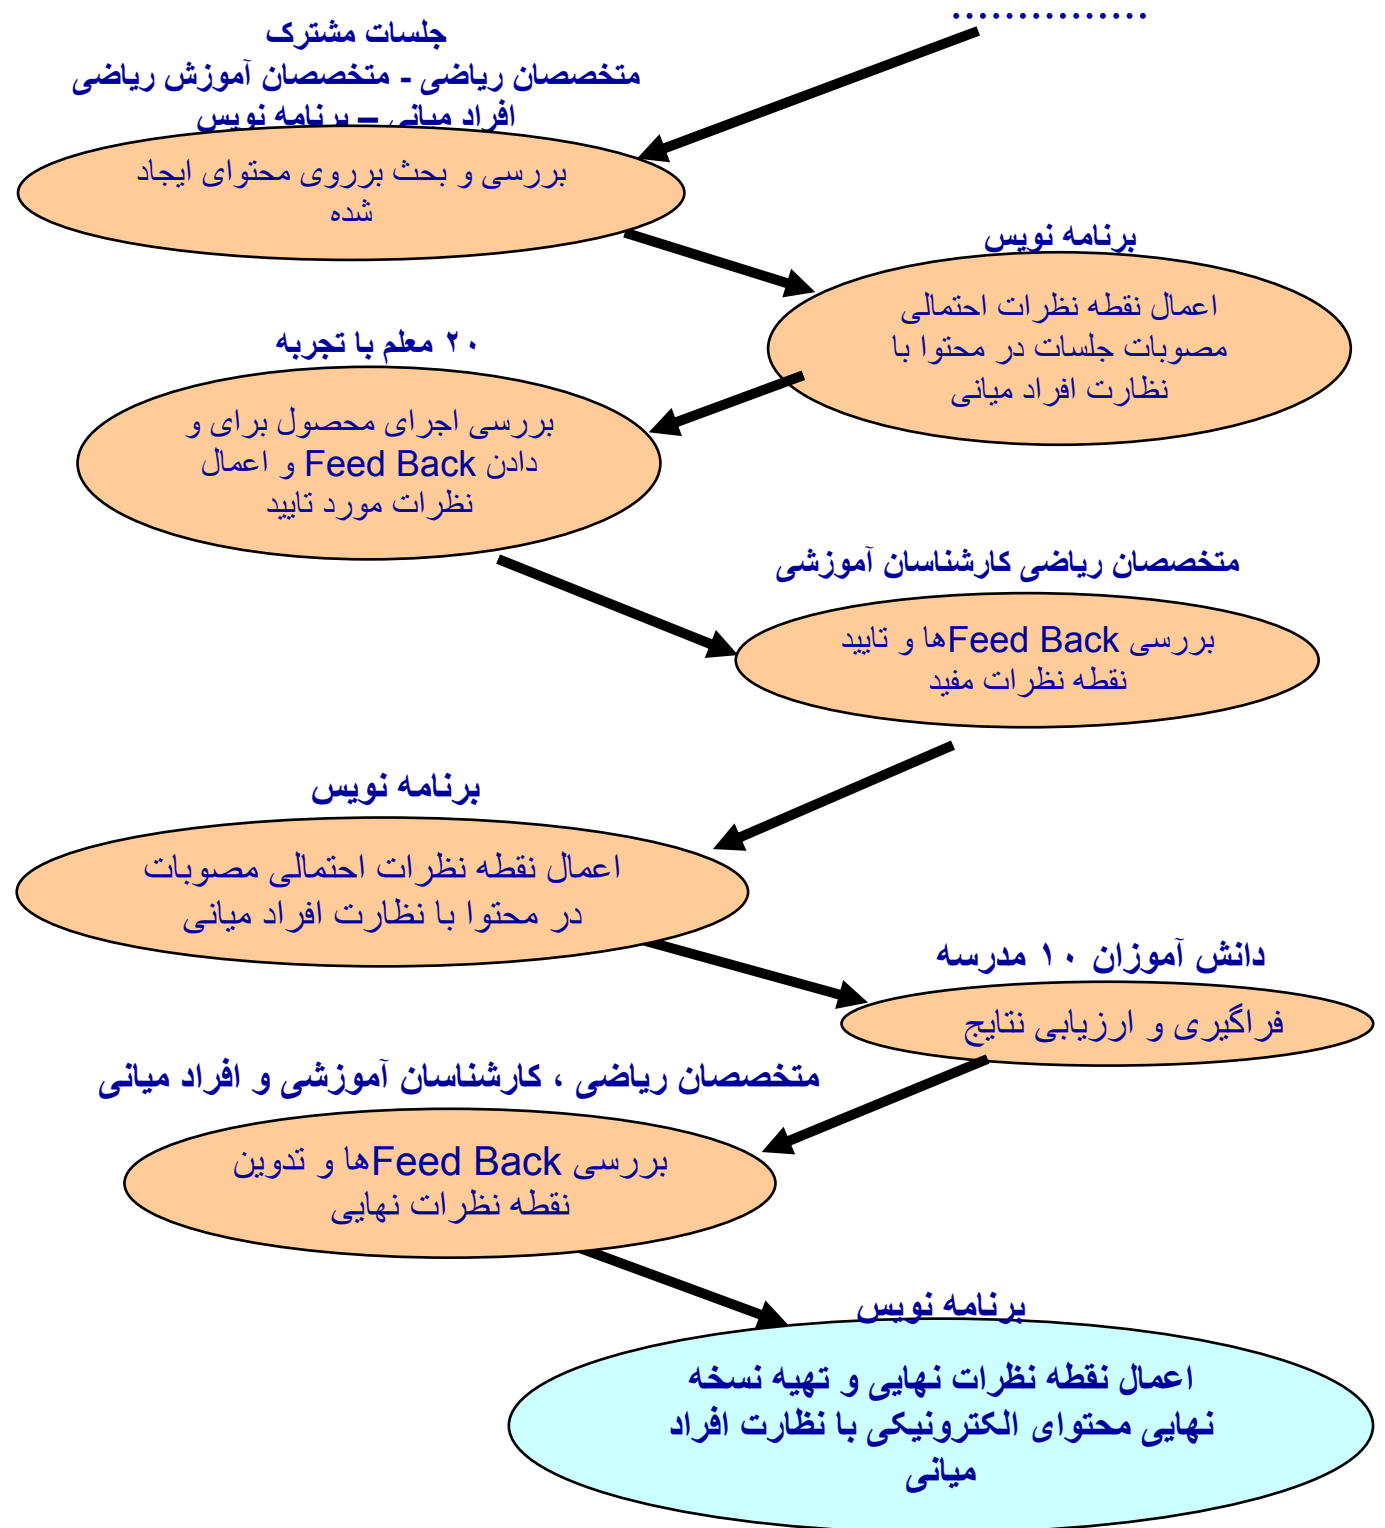 ...............
جلسات مشترک
متخصصان ریاضی - متخصصان آموزش ریاضی
افراد میانی – برنامه نویس
بررسی و بحث برروی محتوای ایجاد
شده
برنامه نویس
اعمال نقطه نظرات احتمالی
مصوبات جلسات در محتوا با
نظارت افراد میانی
۲۰ معلم با تجربه
بررسی اجرای محصول برای و
دادن Feed Back و اعمال
نظرات مورد تایید
متخصصان ریاضی کارشناسان آموزشی
بررسی Feed Backها و تایید
نقطه نظرات مفید
برنامه نویس
اعمال نقطه نظرات احتمالی مصوبات
در محتوا با نظارت افراد میانی
دانش آموزان ۱۰ مدرسه
فراگیری و ارزیابی نتایج
متخصصان ریاضی ، کارشناسان آموزشی و افراد میانی
بررسی Feed Backها و تدوین
نقطه نظرات نهایی
برنامه نویس
اعمال نقطه نظرات نهایی و تهیه نسخه
نهایی محتوای الکترونیکی با نظارت افراد
میانی